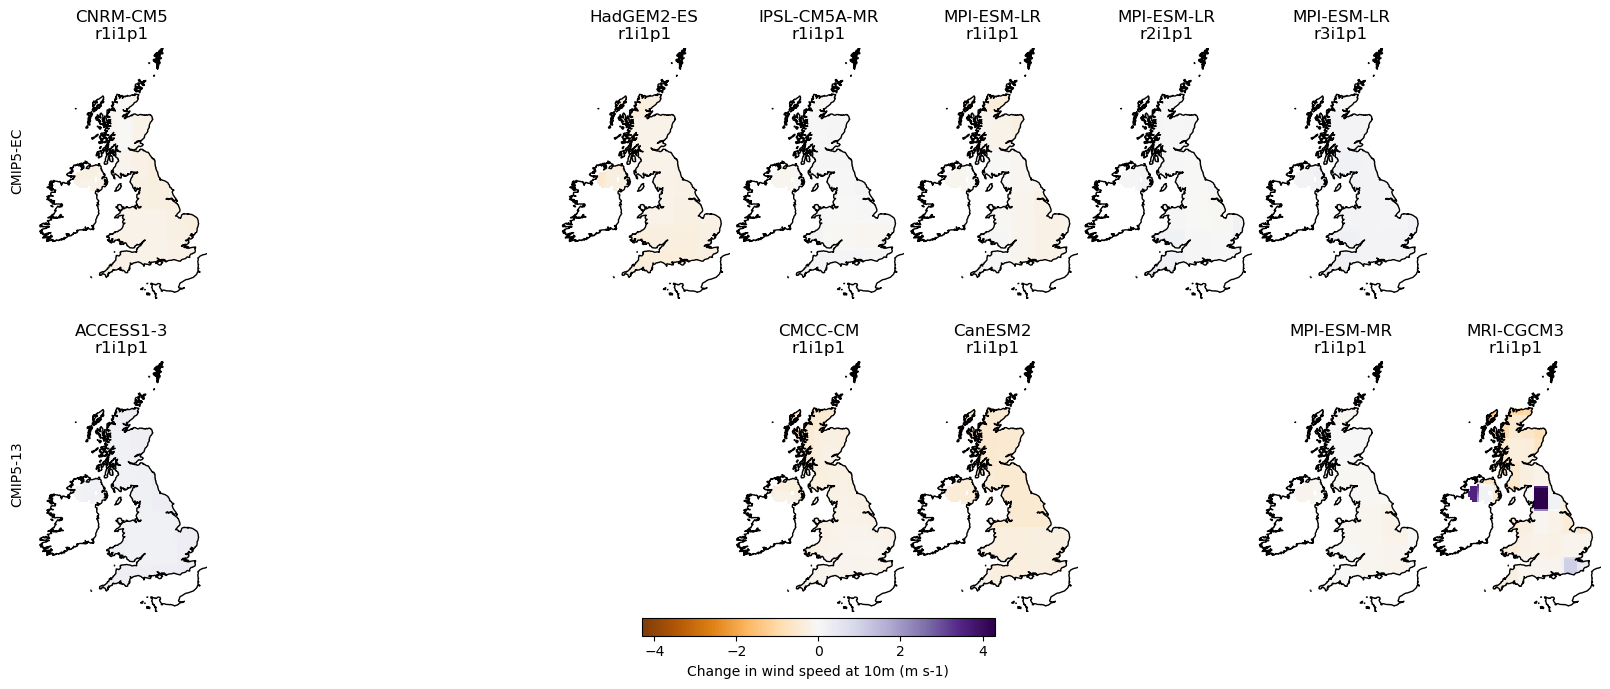 CNRM-CM5
r1i1p1
HadGEM2-ES
r1i1p1
IPSL-CM5A-MR
r1i1p1
MPI-ESM-LR
r1i1p1
MPI-ESM-LR
r2i1p1
MPI-ESM-LR
r3i1p1
CMIP5-EC
ACCESS1-3
r1i1p1
CMCC-CM
r1i1p1
CanESM2
r1i1p1
MPI-ESM-MR
r1i1p1
MRI-CGCM3
r1i1p1
CMIP5-13
−4 −2 0 2 4
Change in wind speed at 10m (m s-1)